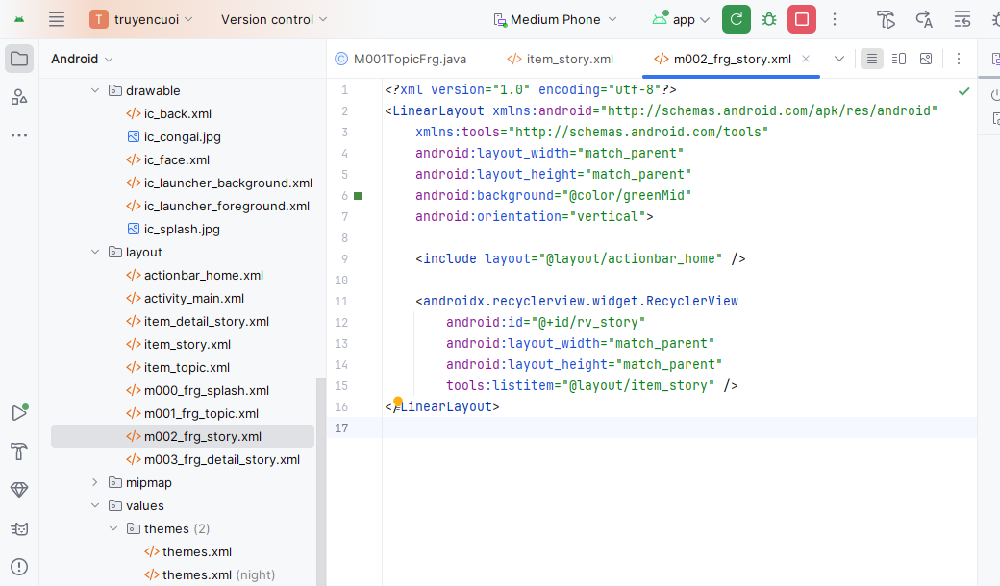 T truyencuoi Version control Medium Phone app
Android
M001TopicFrg.java item_story.xml m002_frg_story.xml
drawable
ic_back.xml
ic_congai.jpg
ic_face.xml
ic_launcher_background.xml
ic_launcher_foreground.xml
ic_splash.jpg
layout
actionbar_home.xml
activity_main.xml
item_detail_story.xml
item_story.xml
item_topic.xml
m000_frg_splash.xml
m001_frg_topic.xml
m002_frg_story.xml
m003_frg_detail_story.xml
mipmap
values
themes (2)
themes.xml
themes.xml (night)
1 <?xml version="1.0" encoding="utf-8"?>
2 <LinearLayout xmlns:android="http://schemas.android.com/apk/res/android"
3 xmlns:tools="http://schemas.android.com/tools"
4 android:layout_width="match_parent"
5 android:layout_height="match_parent"
6 android:background="@color/greenMid"
7 android:orientation="vertical">
8
9 <include layout="@layout/actionbar_home" />
10
11 <androidx.recyclerview.widget.RecyclerView
12 android:id="@+id/rv_story"
13 android:layout_width="match_parent"
14 android:layout_height="match_parent"
15 tools:listitem="@layout/item_story" />
16 </LinearLayout>
17